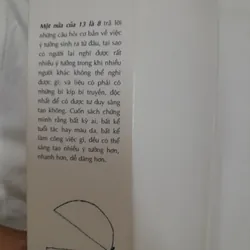 Một nửa của 13 là 8 trả lời
những câu hỏi cơ bản về việc
ý tưởng sinh ra từ đâu, tại sao
có người lại nghĩ được rất
nhiều ý tưởng trong khi nhiều
người khác không thể nghĩ
được gì; và liệu có phải có
những bí kíp bí truyền, độc
nhất để có được tư duy sáng
tạo không. Cuốn sách chứng
minh rằng bất kỳ ai, bất kể
tuổi tác hay màu da, bất kể
làm công việc gì, đều có thể
sáng tạo nhiều ý tưởng hơn,
nhanh hơn, dễ dàng hơn.